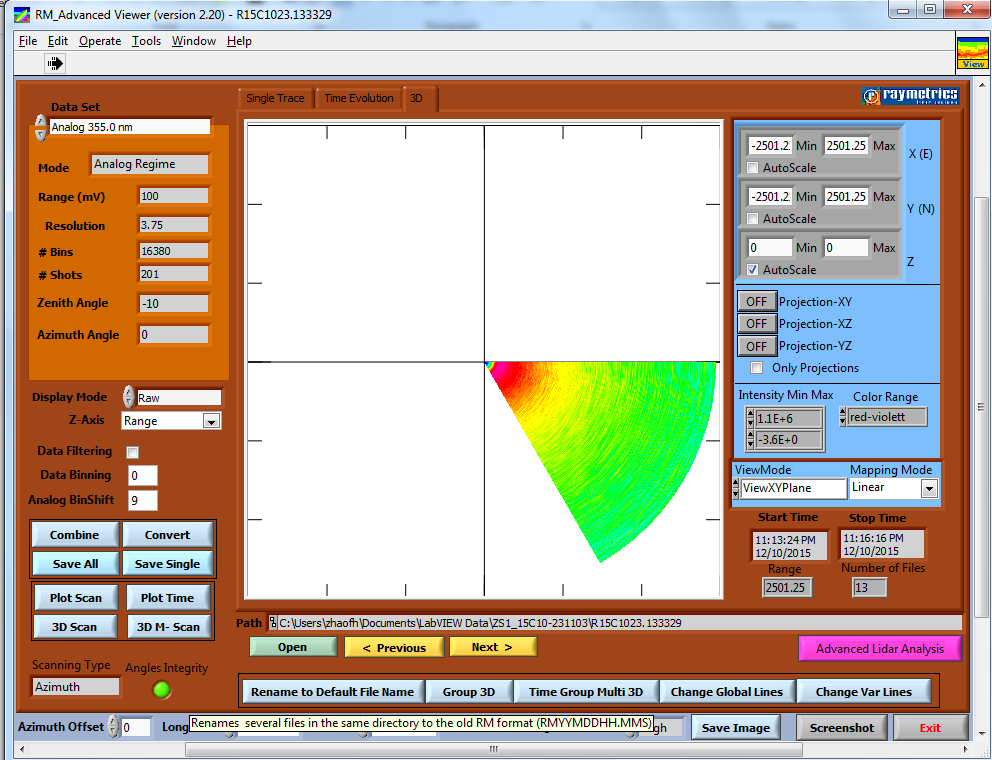 RM_Advanced Viewer (version 2.20) - R15C1023.133329
File Edit Operate Tools Window Help
View
Single Trace Time Evolution 3D
raymetrics
Data Set
Analog 355.0 nm
Mode Analog Regime
Range (mV) 100
Resolution 3.75
# Bins 16380
# Shots 201
Zenith Angle -10
Azimuth Angle 0
Display Mode Raw
Z-Axis Range
Data Filtering
Data Binning 0
Analog BinShift 9
Combine Convert
Save All Save Single
Plot Scan Plot Time
3D Scan 3D M- Scan
Scanning Type Angles Integrity
Azimuth
-2501.2 Min 2501.25 Max X (E)
AutoScale
-2501.2 Min 2501.25 Max Y (N)
AutoScale
0 Min 0 Max Z
AutoScale
OFF Projection-XY
OFF Projection-XZ
OFF Projection-YZ
Only Projections
Intensity Min Max Color Range
1.1E+6 red-violett
-3.6E+0
ViewMode Mapping Mode
ViewXYPlane Linear
Start Time Stop Time
11:13:24 PM 11:16:16 PM
12/10/2015 12/10/2015
Range Number of Files
2501.25 13
Path C:\Users\zhaofh\Documents\LabVIEW Data\ZS1_15C10-231103\R15C1023.133329
Open < Previous Next > Advanced Lidar Analysis
Rename to Default File Name Group 3D Time Group Multi 3D Change Global Lines Change Var Lines
Azimuth Offset 0 Long Renames several files in the same directory to the old RM format (RMYYMDDHH.MMS) gh Save Image Screenshot Exit